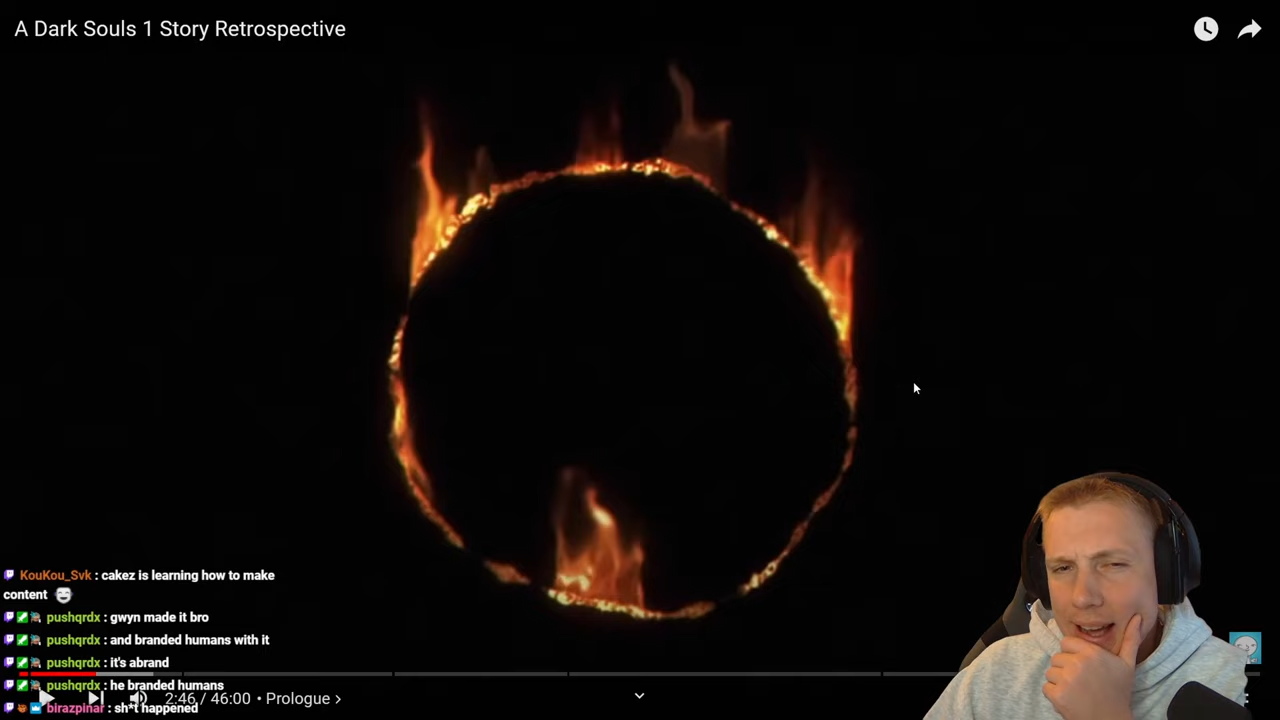 A Dark Souls 1 Story Retrospective
KouKou_Svk : cakez is learning how to make
content
pushqrdx : gwyn made it bro
pushqrdx : and branded humans with it
pushqrdx : it's abrand
pushqrdx : he branded humans
2:46 / 46:00 • Prologue >
birazpinar : sh*t happened